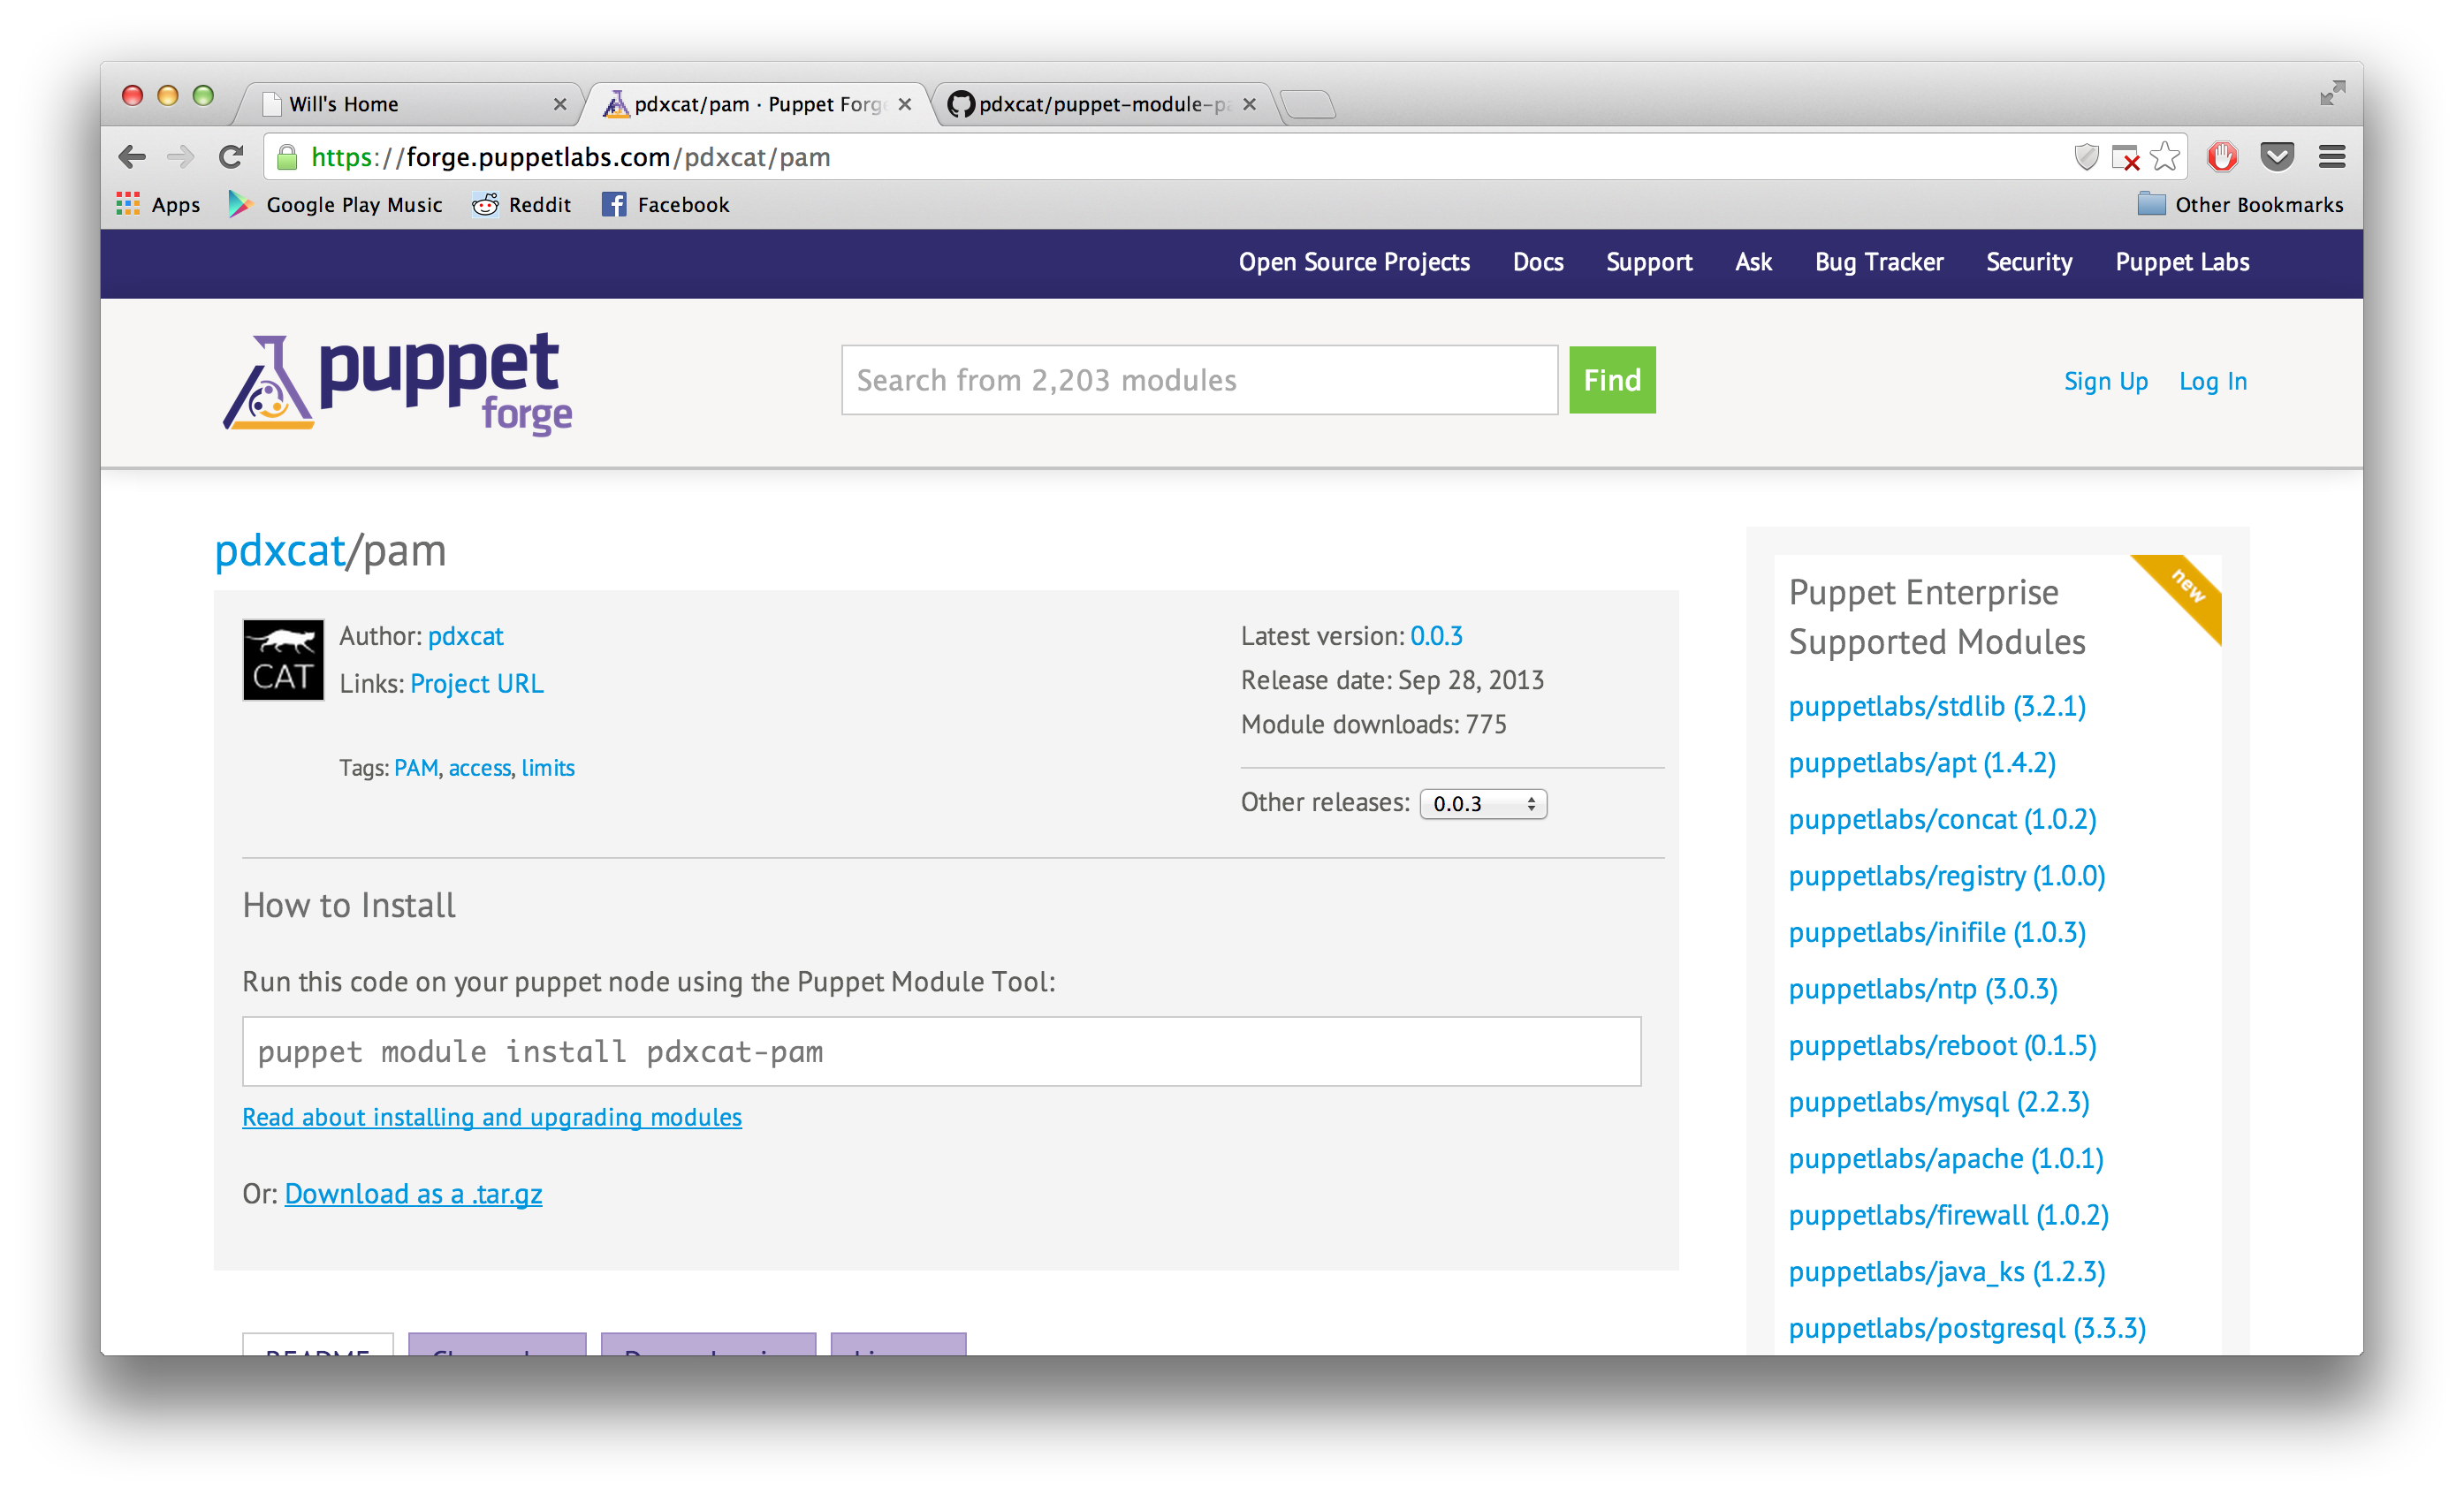 Will's Home
pdxcat/pam · Puppet Forge
pdxcat/puppet-module-pa
https://forge.puppetlabs.com/pdxcat/pam
Apps Google Play Music Reddit Facebook Other Bookmarks
Open Source Projects Docs Support Ask Bug Tracker Security Puppet Labs
puppet forge
Search from 2,203 modules
Find
Sign Up Log In
pdxcat/pam
CAT
Author: pdxcat
Links: Project URL
Tags: PAM, access, limits
Latest version: 0.0.3
Release date: Sep 28, 2013
Module downloads: 775
Other releases: 0.0.3
How to Install
Run this code on your puppet node using the Puppet Module Tool:
puppet module install pdxcat-pam
Read about installing and upgrading modules
Or: Download as a .tar.gz
README
new
Puppet Enterprise
Supported Modules
puppetlabs/stdlib (3.2.1)
puppetlabs/apt (1.4.2)
puppetlabs/concat (1.0.2)
puppetlabs/registry (1.0.0)
puppetlabs/inifile (1.0.3)
puppetlabs/ntp (3.0.3)
puppetlabs/reboot (0.1.5)
puppetlabs/mysql (2.2.3)
puppetlabs/apache (1.0.1)
puppetlabs/firewall (1.0.2)
puppetlabs/java_ks (1.2.3)
puppetlabs/postgresql (3.3.3)